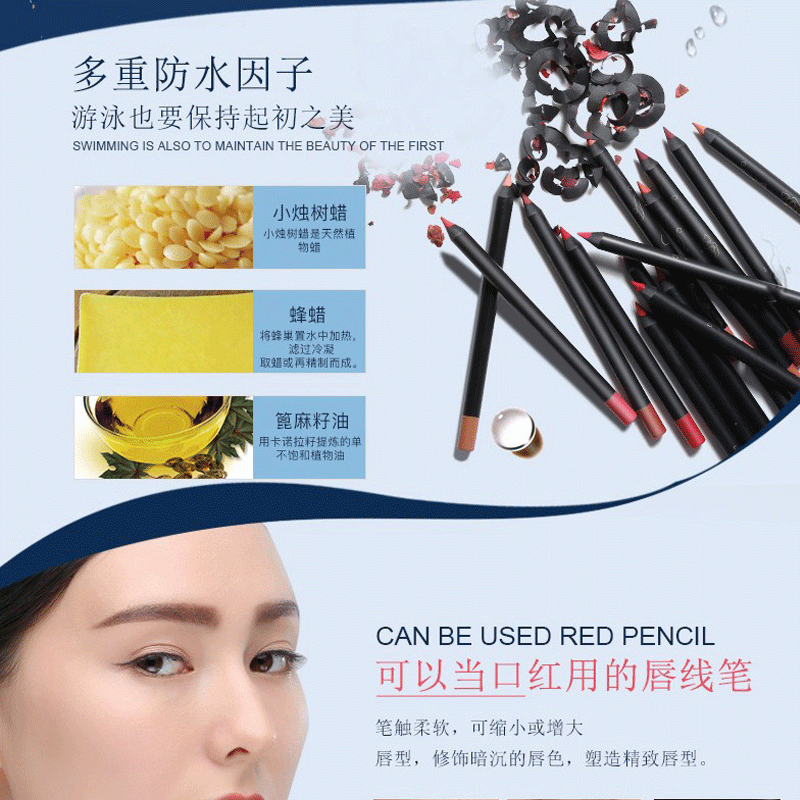 多重防水因子
游泳也要保持起初之美
SWIMMING IS ALSO TO MAINTAIN THE BEAUTY OF THE FIRST
小烛树蜡
小烛树蜡是天然植
物蜡
蜂蜡
将蜂巢置水中加热，
滤过冷凝
取蜡或再精制而成。
篦麻籽油
用卡诺拉籽提炼的单
不饱和植物油
CAN BE USED RED PENCIL
可以当口红用的唇线笔
笔触柔软，可缩小或增大
唇型，修饰暗沉的唇色，塑造精致唇型。